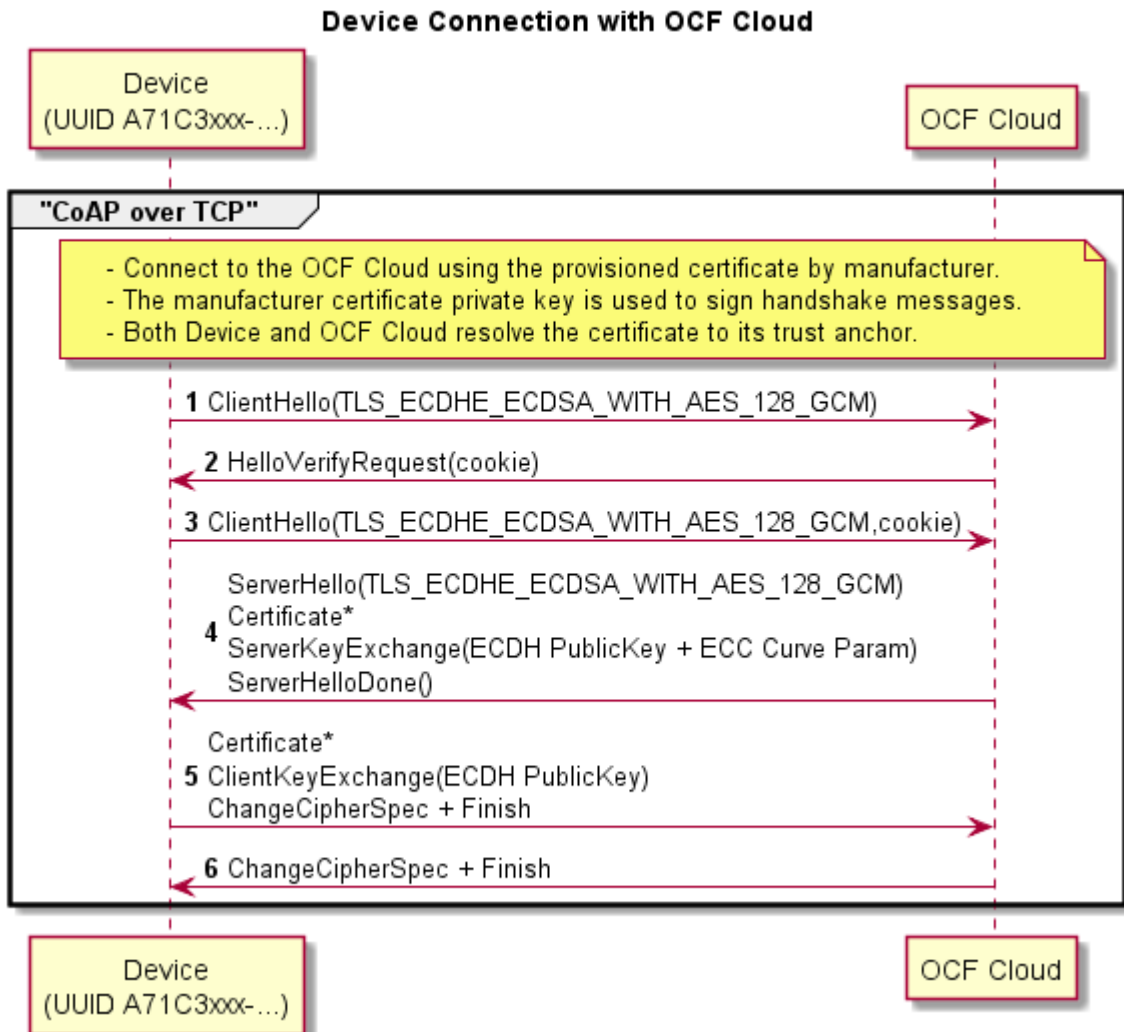 Device Connection with OCF Cloud
Device
(UUID A71C3xxx-...)
OCF Cloud
"CoAP over TCP"
- Connect to the OCF Cloud using the provisioned certificate by manufacturer.
- The manufacturer certificate private key is used to sign handshake messages.
- Both Device and OCF Cloud resolve the certificate to its trust anchor.
1 ClientHello(TLS_ECDHE_ECDSA_WITH_AES_128_GCM)
2 HelloVerifyRequest(cookie)
3 ClientHello(TLS_ECDHE_ECDSA_WITH_AES_128_GCM,cookie)
ServerHello(TLS_ECDHE_ECDSA_WITH_AES_128_GCM)
Certificate*
4
ServerKeyExchange(ECDH PublicKey + ECC Curve Param)
ServerHelloDone()
Certificate*
5 ClientKeyExchange(ECDH PublicKey)
ChangeCipherSpec + Finish
6 ChangeCipherSpec + Finish
Device
(UUID A71C3xxx-...)
OCF Cloud